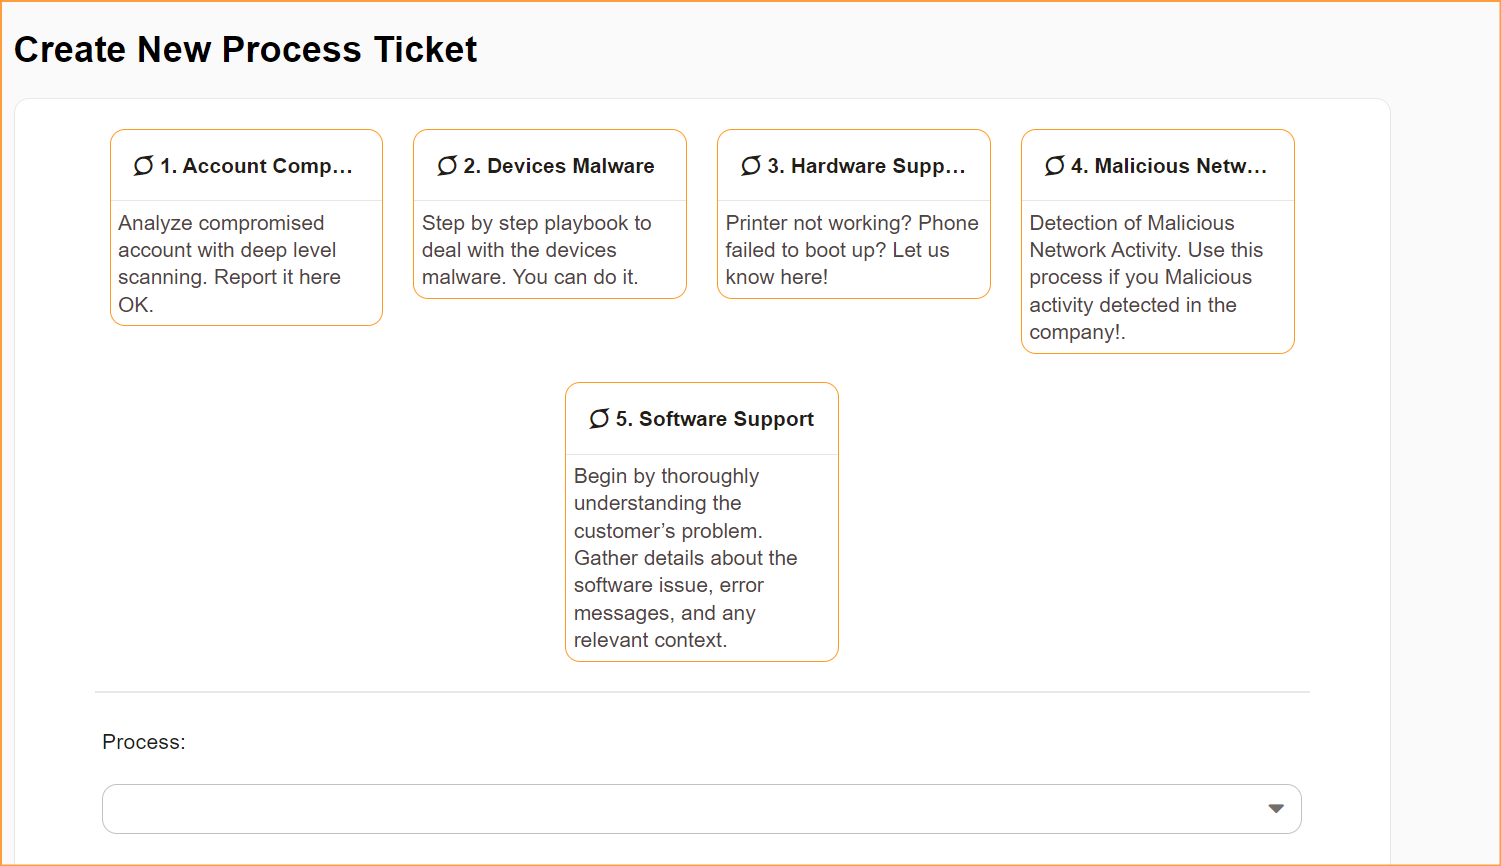 Create New Process Ticket
1. Account Comp...
Analyze compromised
account with deep level
scanning. Report it here
OK.
2. Devices Malware
Step by step playbook to
deal with the devices
malware. You can do it.
3. Hardware Supp...
Printer not working? Phone
failed to boot up? Let us
know here!
4. Malicious Netw...
Detection of Malicious
Network Activity. Use this
process if you Malicious
activity detected in the
company!.
5. Software Support
Begin by thoroughly
understanding the
customer’s problem.
Gather details about the
software issue, error
messages, and any
relevant context.
Process: